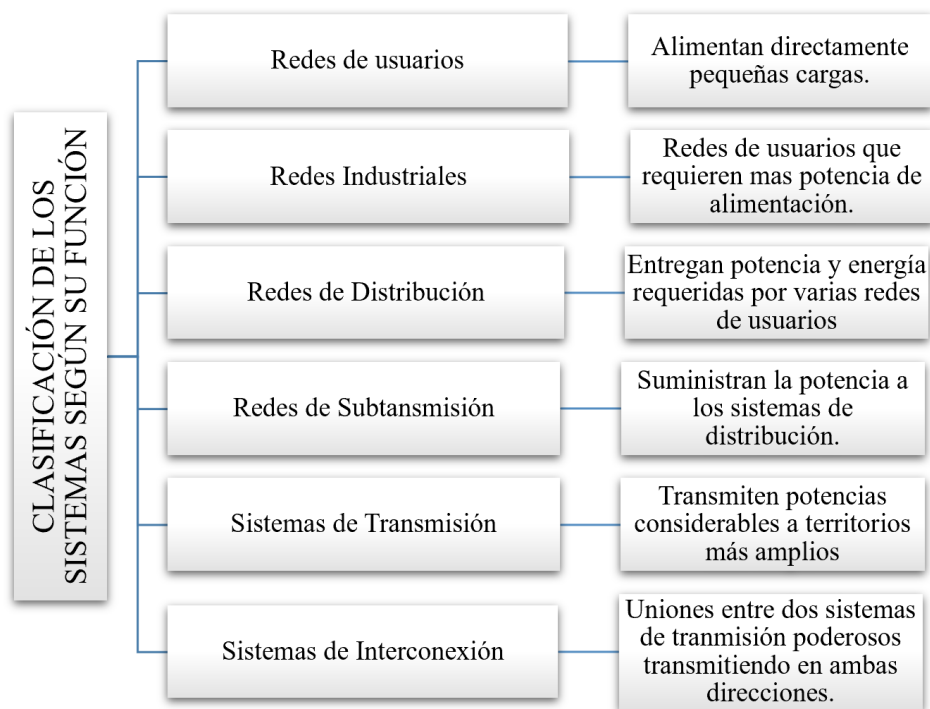 CLASIFICACIÓN DE LOS
SISTEMAS SEGÚN SU FUNCIÓN
Redes de usuarios
Alimentan directamente
pequeñas cargas.
Redes Industriales
Redes de usuarios que
requieren mas potencia de
alimentación.
Redes de Distribución
Entregan potencia y energía
requeridas por varias redes
de usuarios
Redes de Subtansmisión
Suministran la potencia a
los sistemas de
distribución.
Sistemas de Transmisión
Transmiten potencias
considerables a territorios
más amplios
Sistemas de Interconexión
Uniones entre dos sistemas
de tranmisión poderosos
transmitiendo en ambas
direcciones.